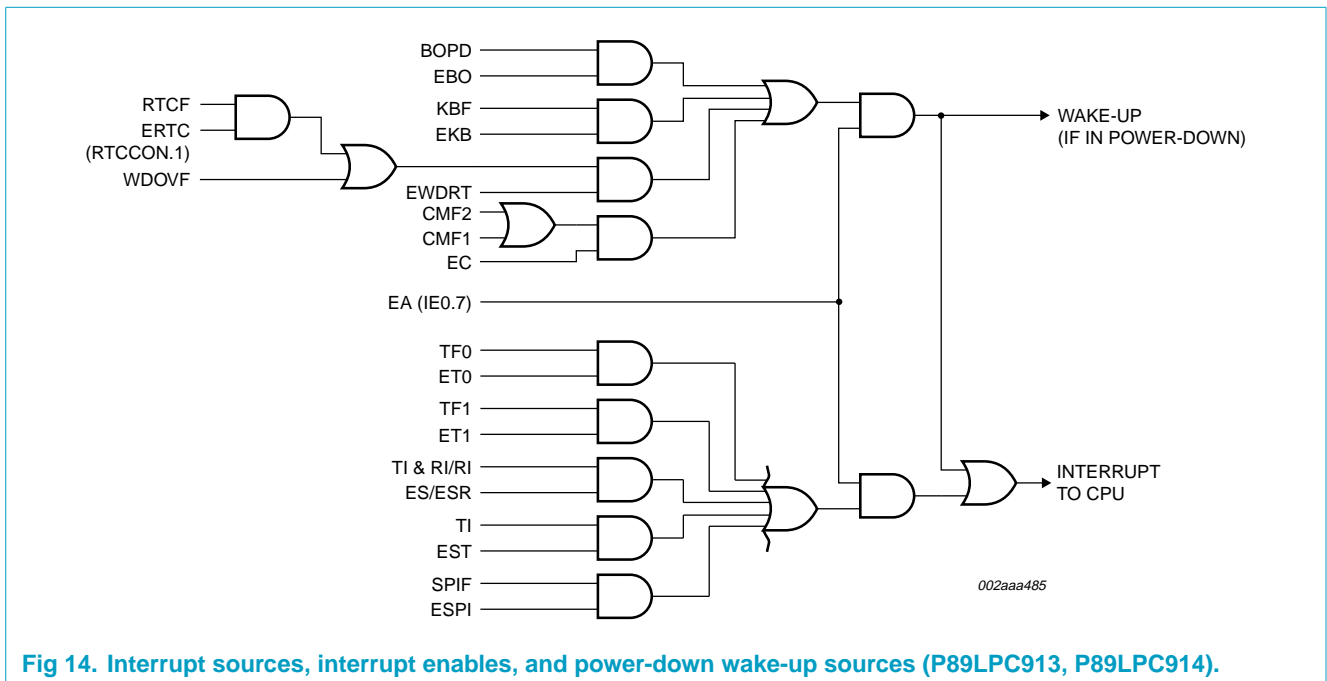 BOPD
EBO
RTCF
KBF
ERTC
EKB
(RTCCON.1)
WDOVF
EWDRT
CMF2
CMF1
EC
WAKE-UP
(IF IN POWER-DOWN)
EA (IE0.7)
TF0
ET0
TF1
ET1
TI & RI/RI
ES/ESR
TI
EST
SPIF
ESPI
INTERRUPT
TO CPU
002aaa485
Fig 14. Interrupt sources, interrupt enables, and power-down wake-up sources (P89LPC913, P89LPC914).